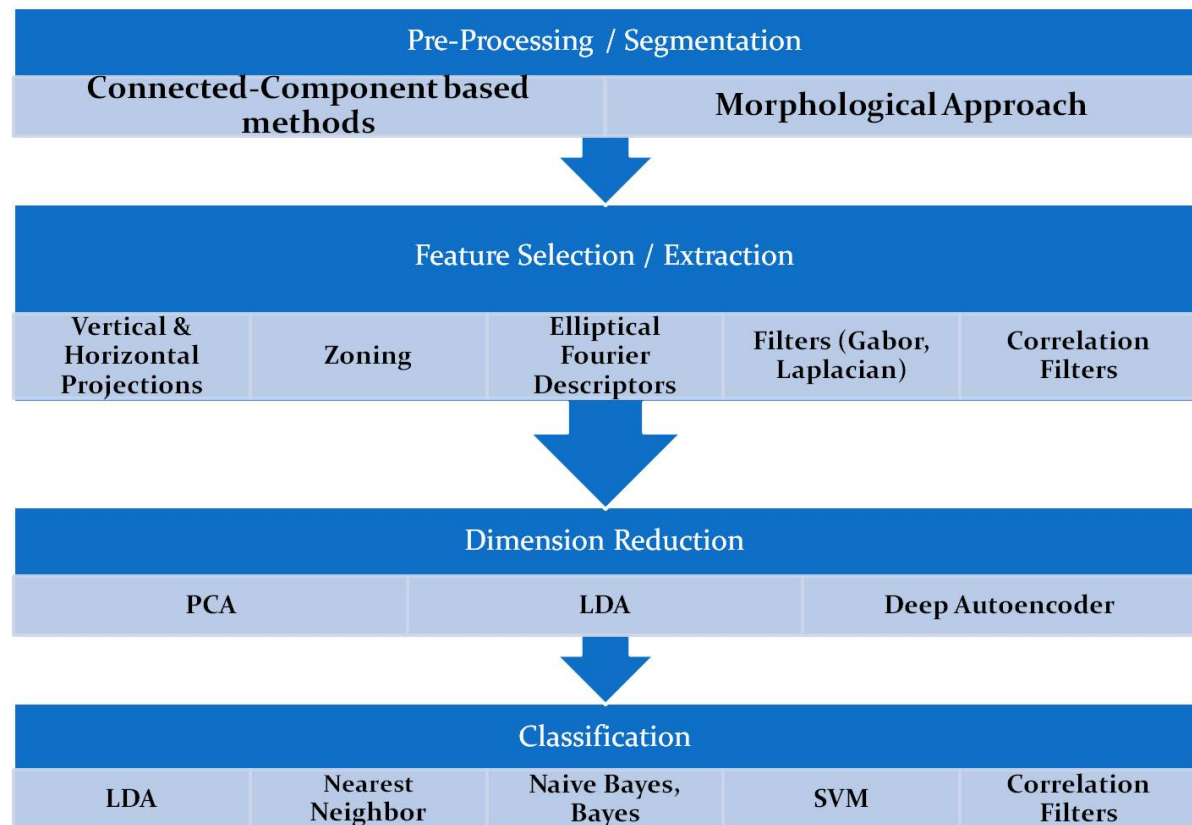 Pre-Processing / Segmentation
Connected-Component based
methods
Morphological Approach
Feature Selection / Extraction
Vertical &
Horizontal
Projections
Zoning
Elliptical
Fourier
Descriptors
Filters (Gabor,
Laplacian)
Correlation
Filters
Dimension Reduction
PCA
LDA
Deep Autoencoder
Classification
LDA
Nearest
Neighbor
Naive Bayes,
Bayes
SVM
Correlation
Filters